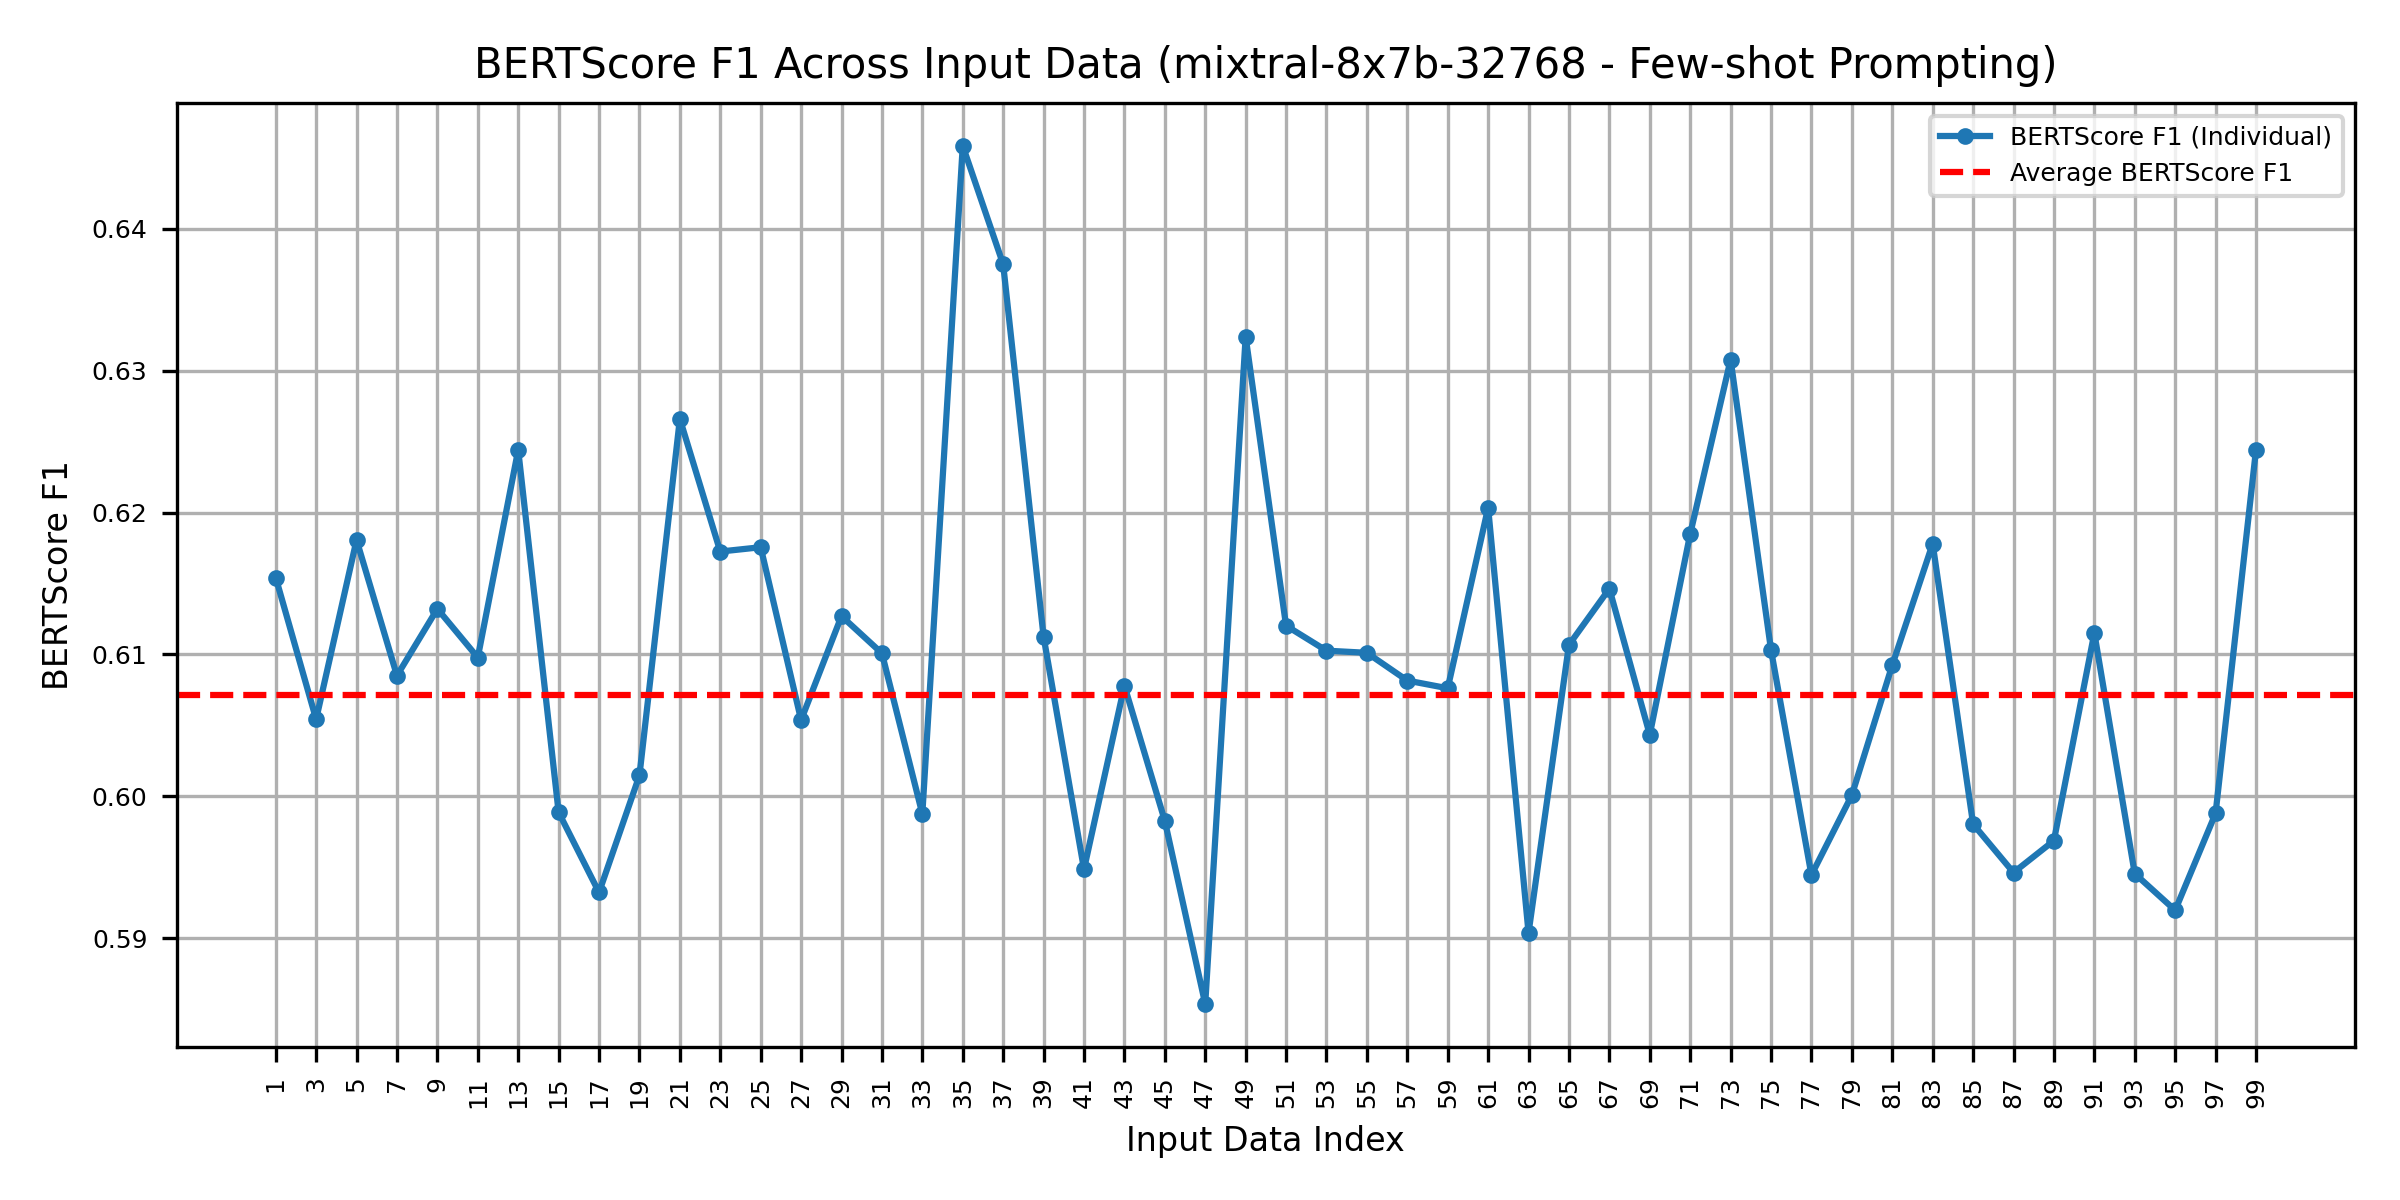 BERTScore F1 Across Input Data (mixtral-8x7b-32768 - Few-shot Prompting)
BERTScore F1 (Individual)
Average BERTScore F1
BERTScore F1
0.64
0.63
0.62
0.61
0.60
0.59
1 3 5 7 9 11 13 15 17 19 21 23 25 27 29 31 33 35 37 39 41 43 45 47 49 51 53 55 57 59 61 63 65 67 69 71 73 75 77 79 81 83 85 87 89 91 93 95 97 99
Input Data Index